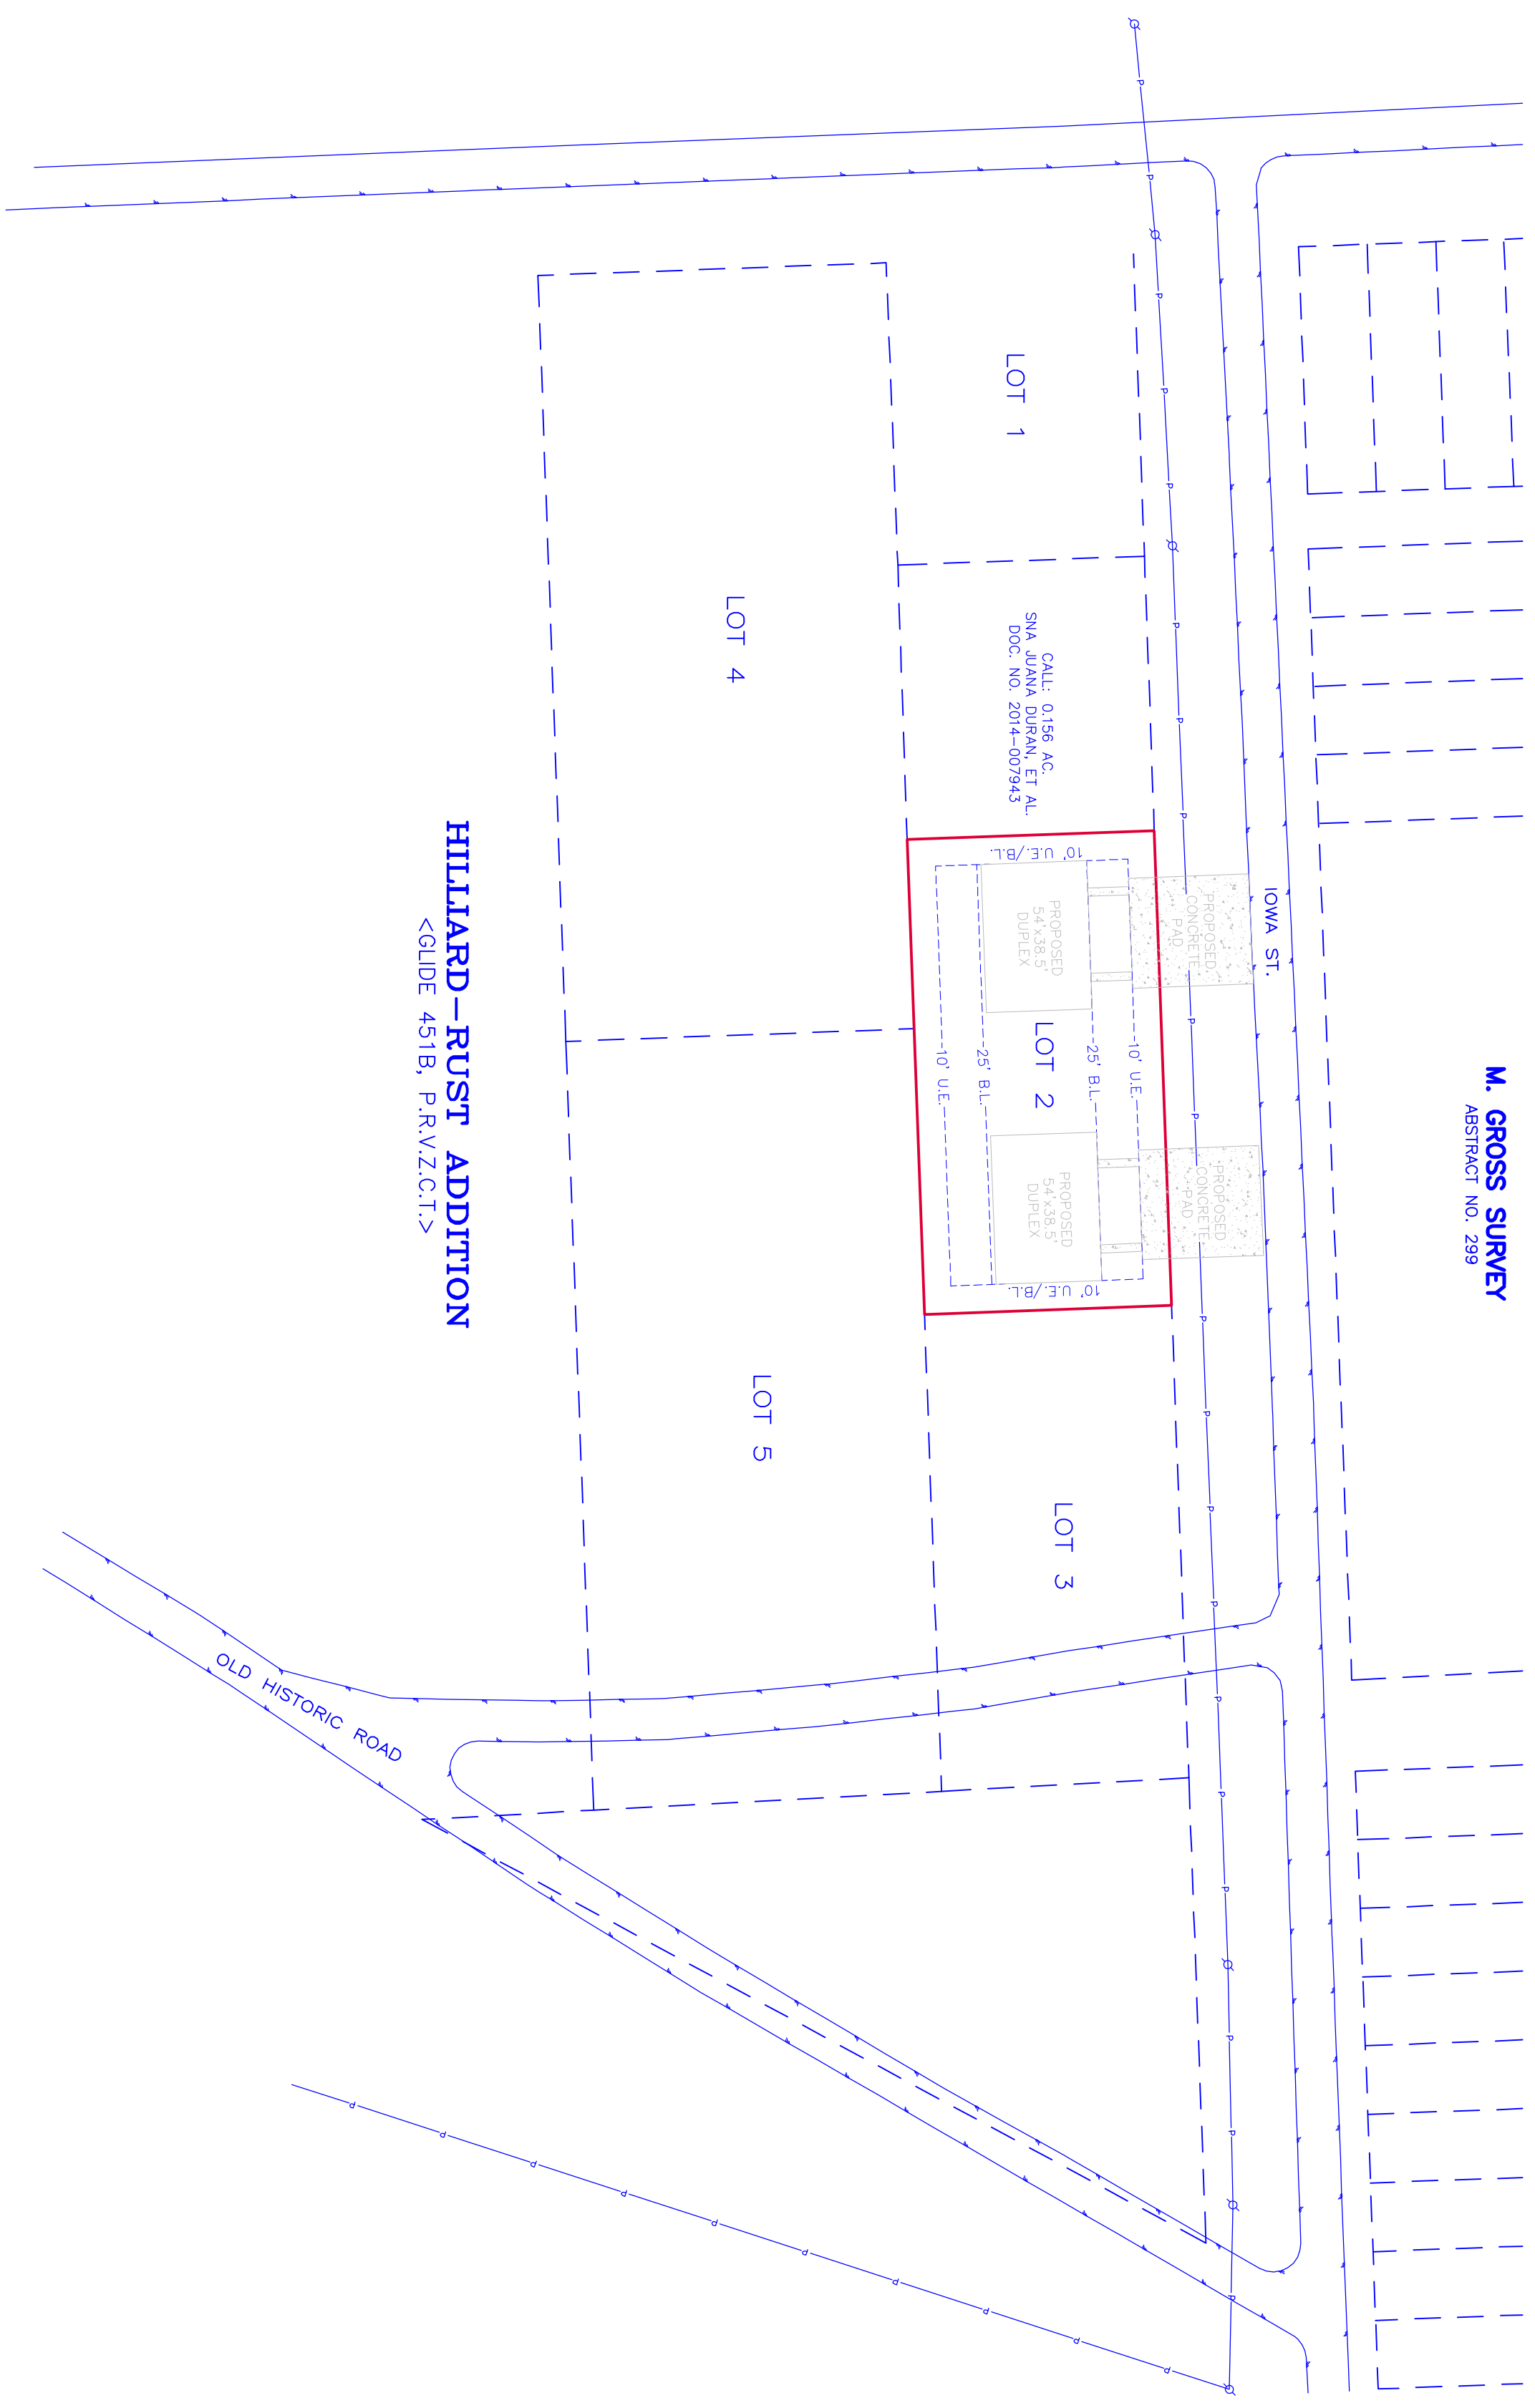 M. GROSS SURVEY
ABSTRACT NO. 299
IOWA ST.
PROPOSED
CONCRETE
PAD
PROPOSED
CONCRETE
PAD
LOT 1
CALL: 0.156 AC.
SNA JUANA DURAN, ET AL.
DOC. NO. 2014-007943
10' U.E./B.L.
PROPOSED
54'x38.5'
DUPLEX
10' U.E.
25' B.L.
LOT 2
25' B.L.
10' U.E.
PROPOSED
54'x38.5'
DUPLEX
10' U.E./B.L.
LOT 3
LOT 4
LOT 5
HILLIARD-RUST ADDITION
<GLIDE 451B, P.R.V.Z.C.T.>
OLD HISTORIC ROAD
P P P P P P P P P P P P P P P P P P P P P P
P P P P P P P P P P